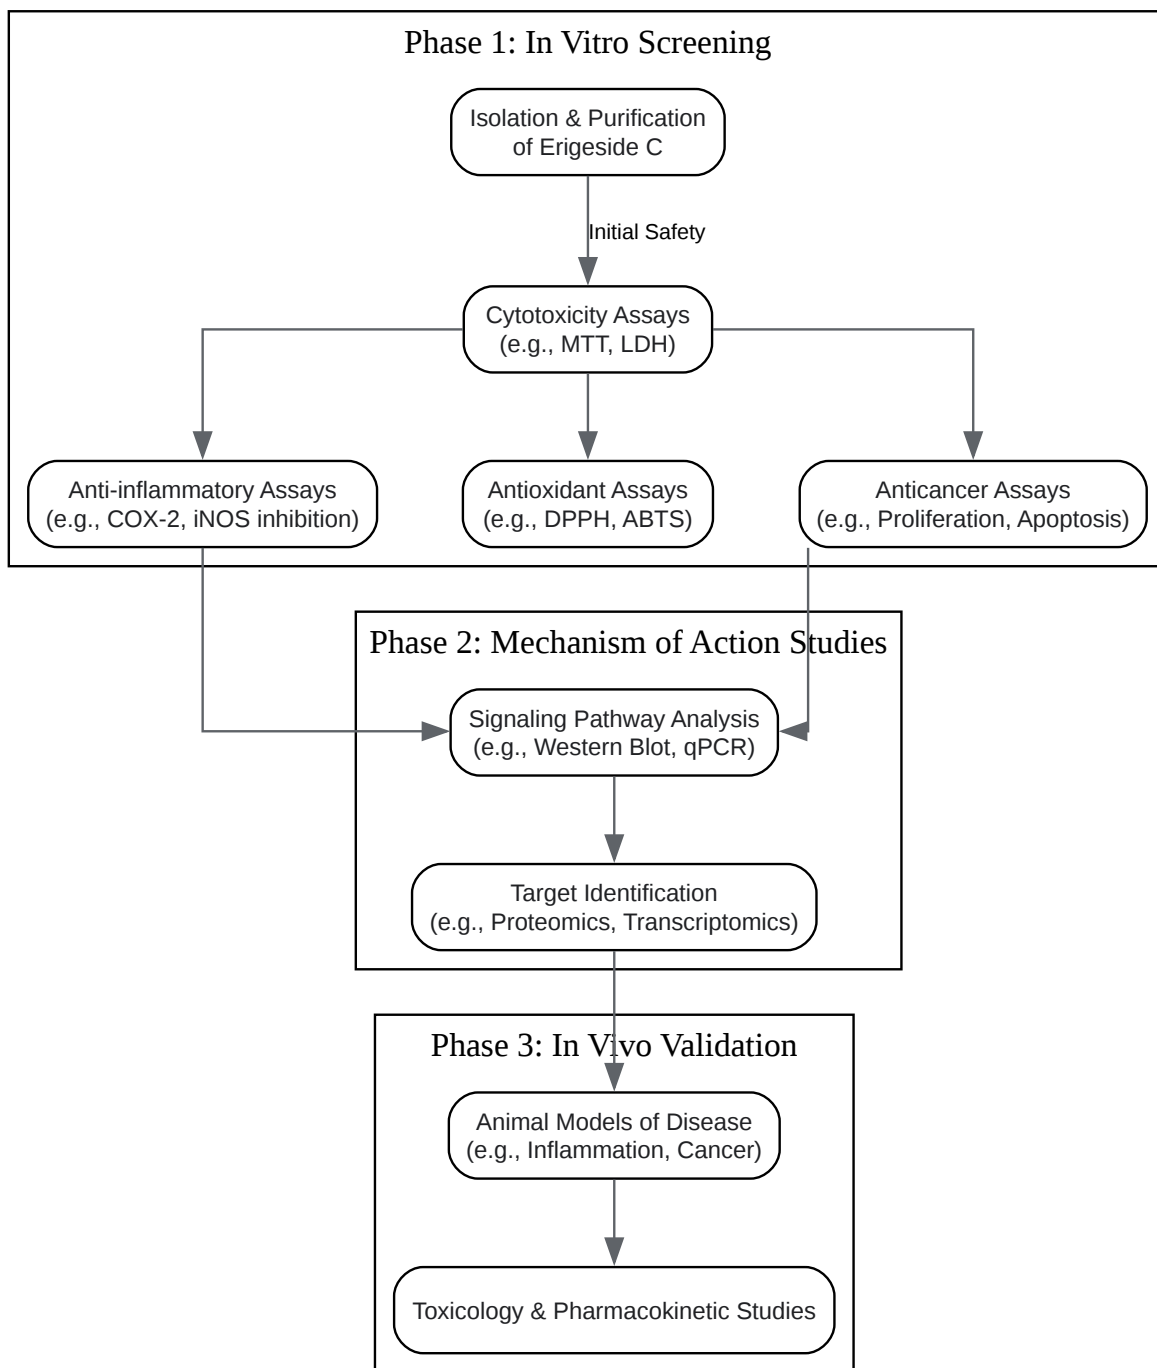 Phase 1: In Vitro Screening
Isolation & Purification
of Erigeside C
Initial Safety
Cytotoxicity Assays
(e.g., MTT, LDH)
Anti-inflammatory Assays
(e.g., COX-2, iNOS inhibition)
Antioxidant Assays
(e.g., DPPH, ABTS)
Anticancer Assays
(e.g., Proliferation, Apoptosis)
Phase 2: Mechanism of Action Studies
Signaling Pathway Analysis
(e.g., Western Blot, qPCR)
Target Identification
(e.g., Proteomics, Transcriptomics)
Phase 3: In Vivo Validation
Animal Models of Disease
(e.g., Inflammation, Cancer)
Toxicology & Pharmacokinetic Studies